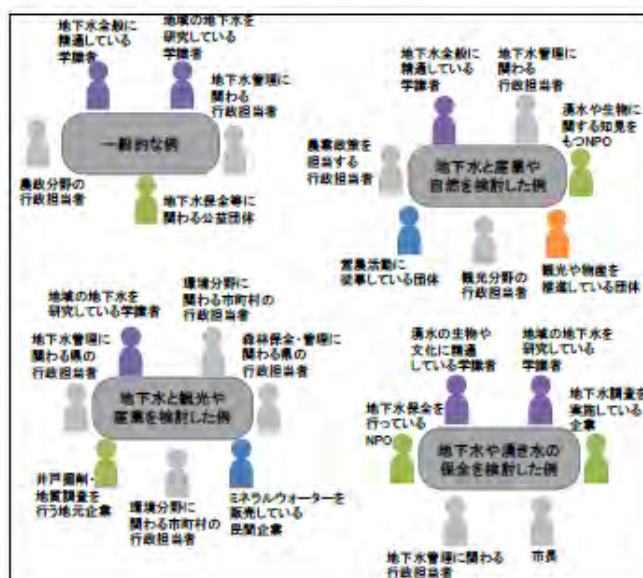 地下水全般に
精通している
学識者
地域の地下水を
研究している
学識者
地下水管理に
関わる
行政担当者
一般的な例
農政分野の
行政担当者
地下水保全等に
関わる公益団体
地下水全般に
精通している
学識者
地下水管理に
関わる
行政担当者
湧水や生物に
関する知見を
もつNPO
農業政策を
担当する
行政担当者
地下水と産業や
自然を検討した例
営農活動に
従事している団体
観光分野の
行政担当者
観光や物産を
推進している団体
地域の地下水を
研究している学識者
環境分野に
関わる市町村の
行政担当者
地下水管理に
関わる県の
行政担当者
森林保全・管理に
関わる県の
行政担当者
地下水と観光や
産業を検討した例
井戸掘削・
地質調査を
行う地元企業
環境分野に
関わる市町村の
行政担当者
ミネラルウォーターを
販売している
民間企業
湧水の生物や
文化に精通
している学識者
地域の地下水を
研究している
学識者
地下水保全を
行っている
NPO
地下水調査を
実施している
企業
地下水や湧き水の
保全を検討した例
地下水管理に関わる
行政担当者
市長